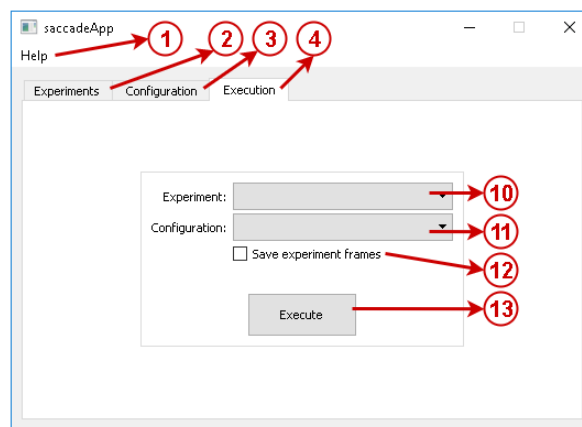 saccadeApp
Help
1
2
3
4
Experiments
Configuration
Execution
Experiment:
10
Configuration:
11
Save experiment frames
12
Execute
13